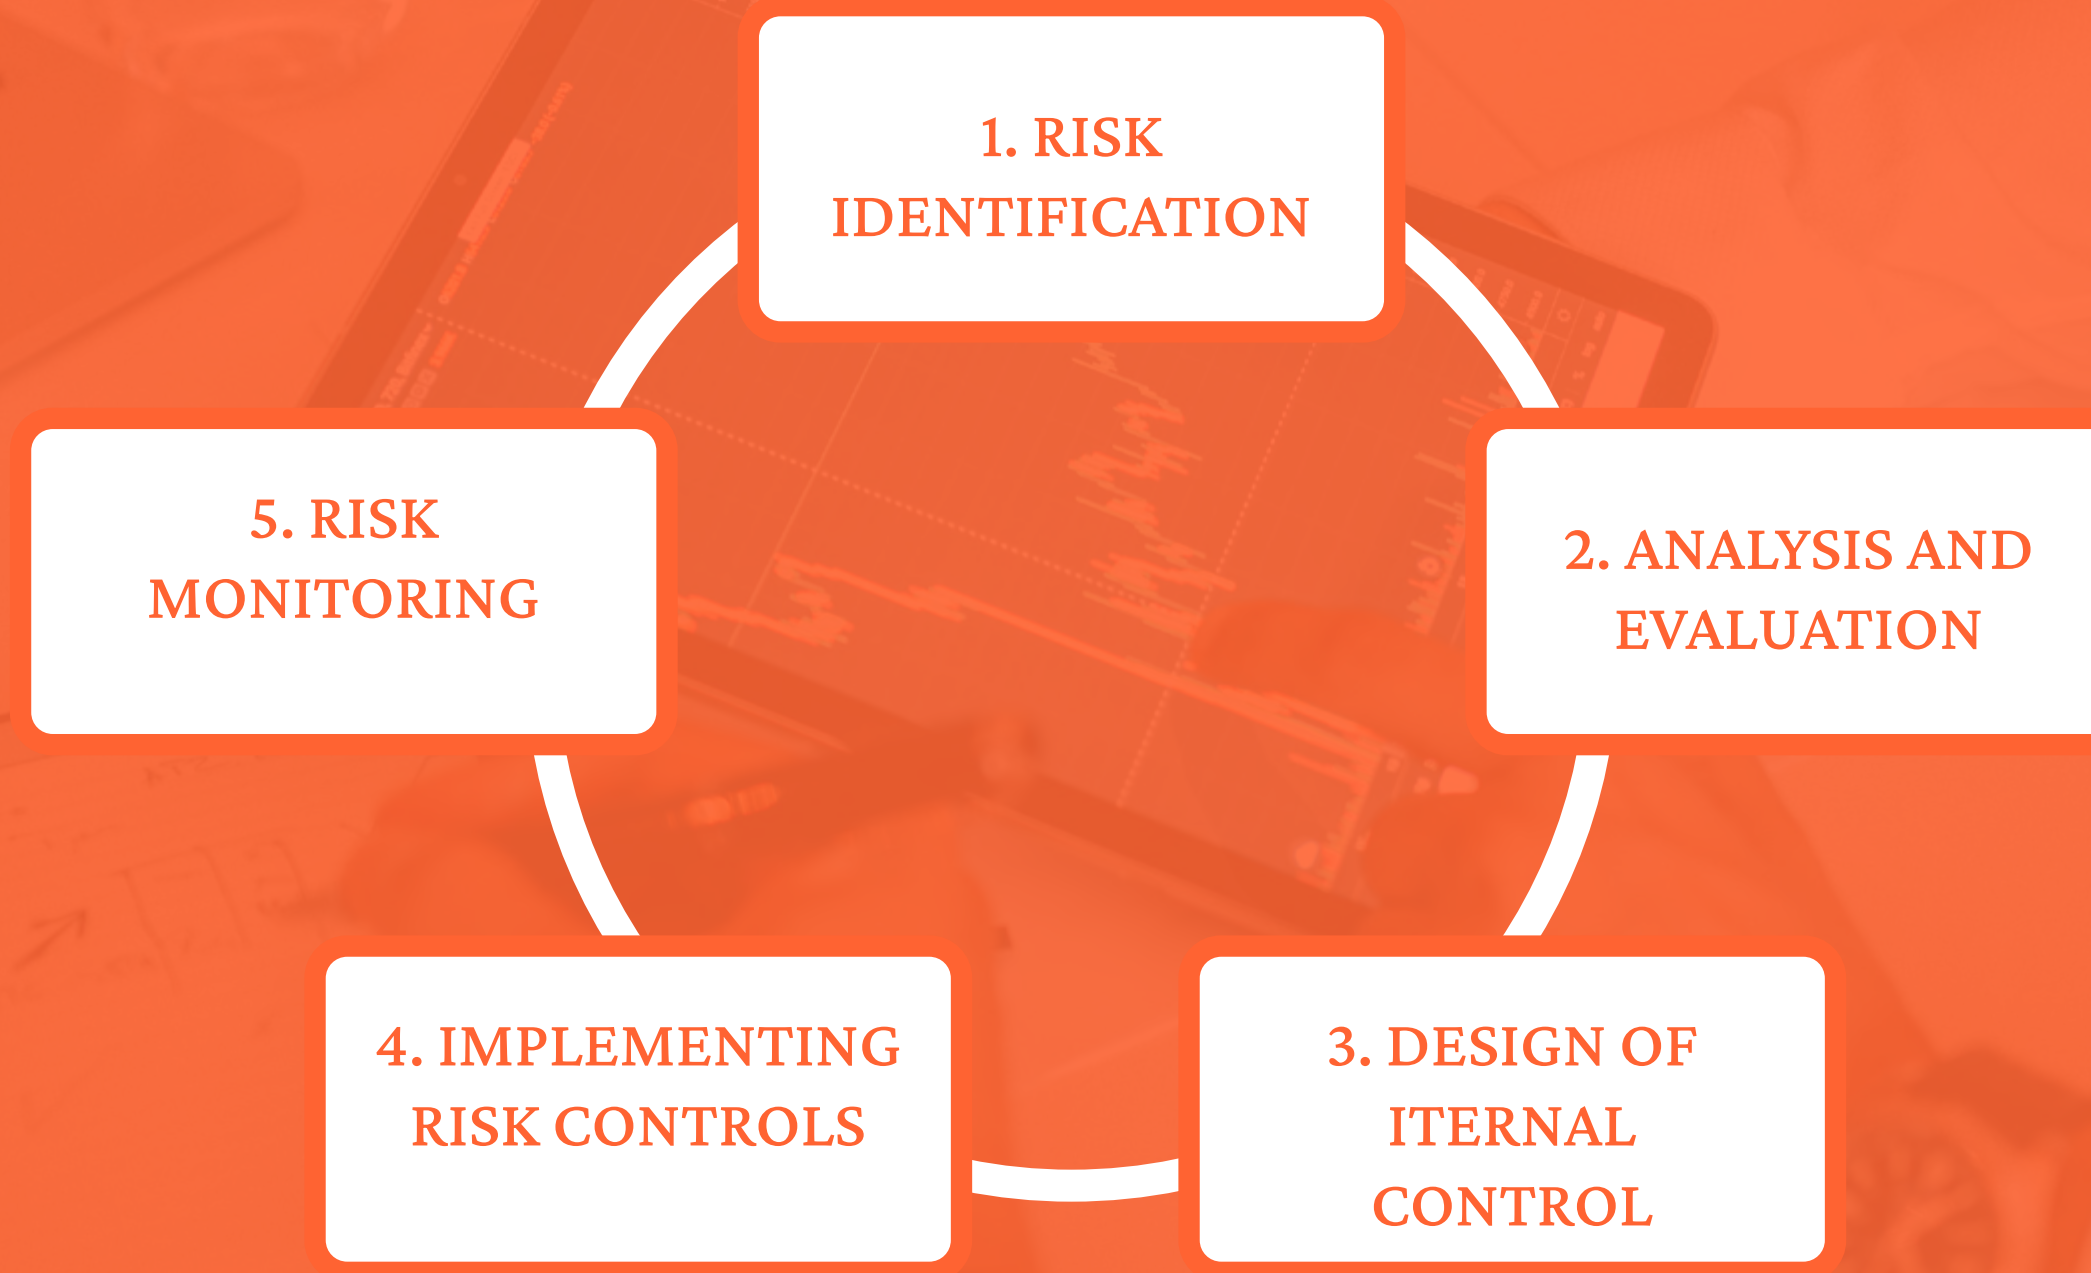 1. RISK
IDENTIFICATION
2. ANALYSIS AND
EVALUATION
3. DESIGN OF
ITERNAL
CONTROL
4. IMPLEMENTING
RISK CONTROLS
5. RISK
MONITORING